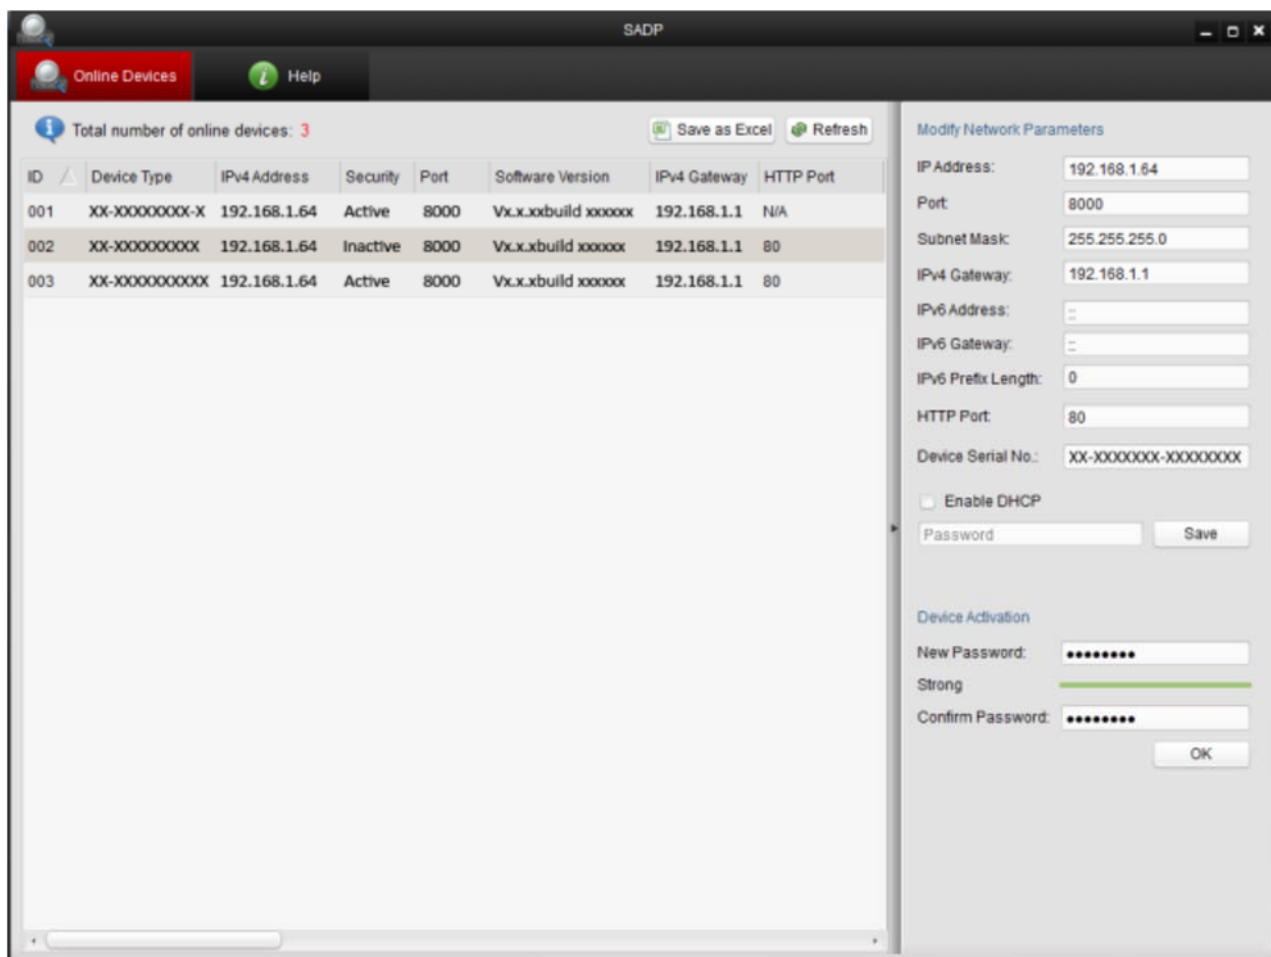 SADP
Online Devices Help
Total number of online devices: 3 Save as Excel Refresh
ID Device Type IPv4 Address Security Port Software Version IPv4 Gateway HTTP Port
001 XX-XXXXXXXX-X 192.168.1.64 Active 8000 Vx.x.xxbuild xxxxxx 192.168.1.1 N/A
002 XX-XXXXXXXXX 192.168.1.64 Inactive 8000 Vx.x.xbuild xxxxxx 192.168.1.1 80
003 XX-XXXXXXXXXX 192.168.1.64 Active 8000 Vx.x.xbuild xxxxxx 192.168.1.1 80
Modify Network Parameters
IP Address: 192.168.1.64
Port: 8000
Subnet Mask: 255.255.255.0
IPv4 Gateway: 192.168.1.1
IPv6 Address: ::
IPv6 Gateway: ::
IPv6 Prefix Length: 0
HTTP Port: 80
Device Serial No.: XX-XXXXXXX-XXXXXXXX
Enable DHCP
Password Save
Device Activation
New Password: ●●●●●●●●
Strong
Confirm Password: ●●●●●●●●
OK